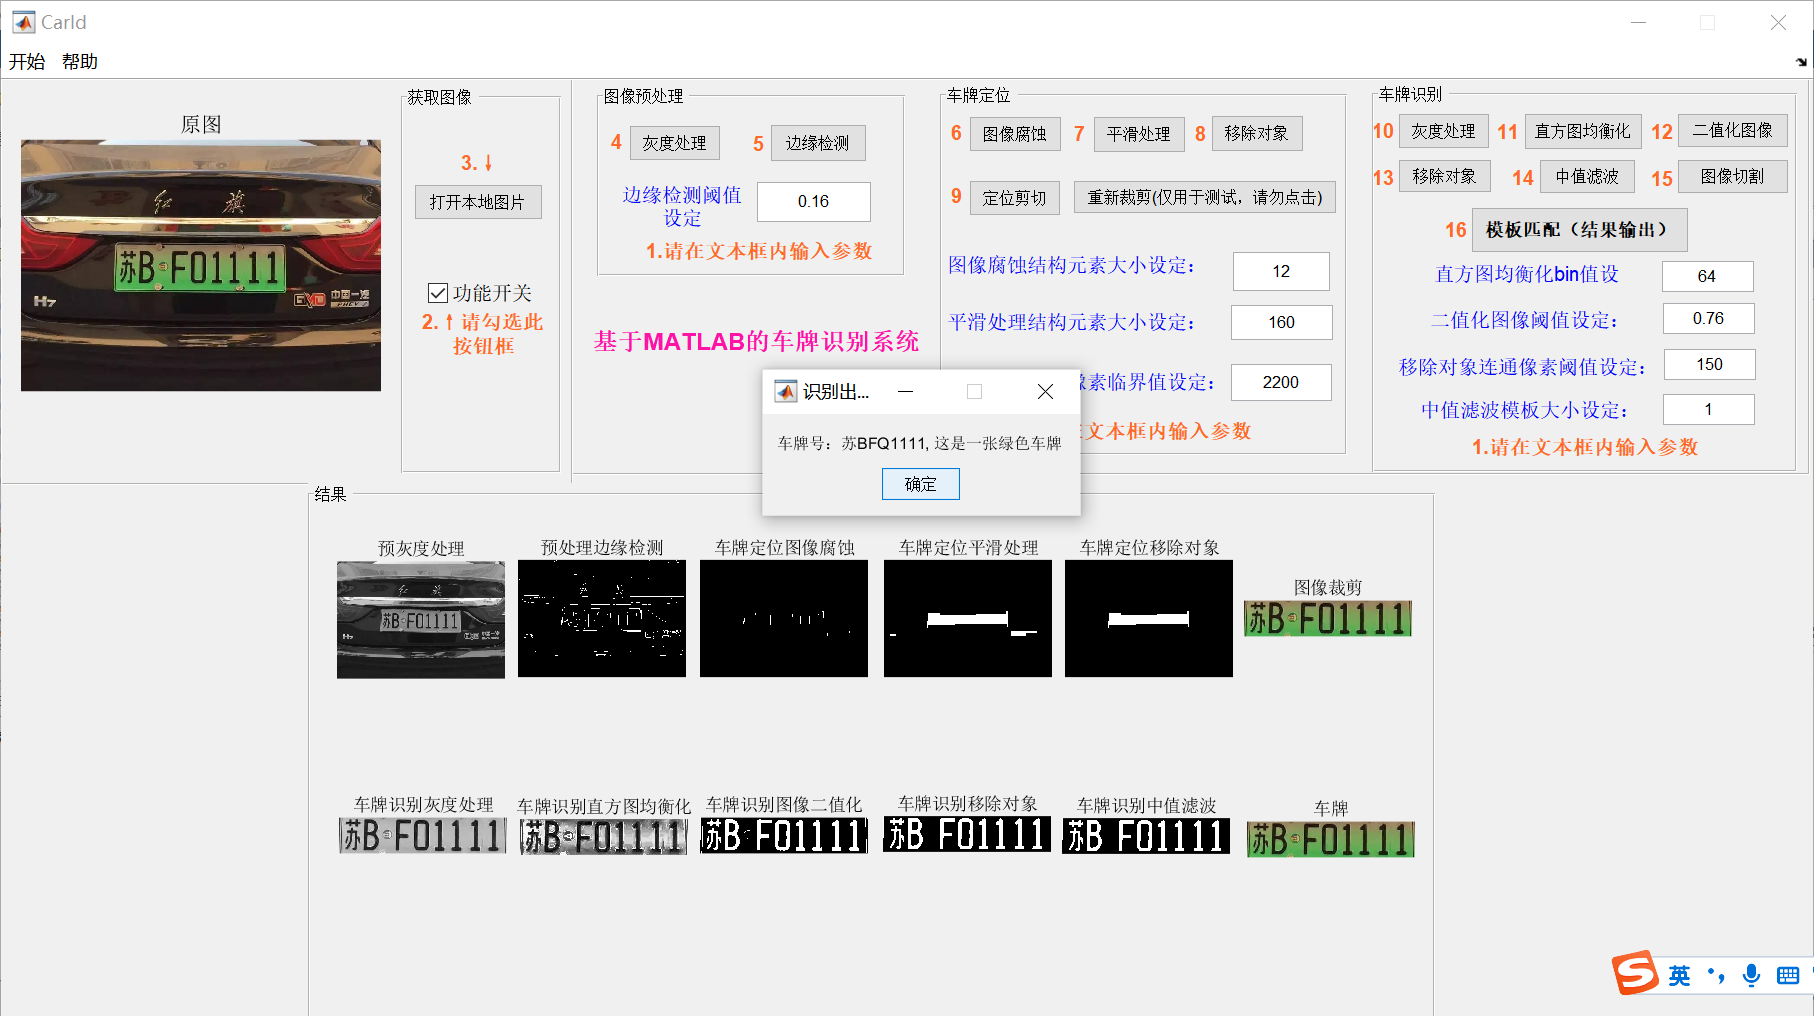 CarId
开始 帮助
原图
红 旗
苏B F01111
H7
中国一汽
获取图像
3.↓
打开本地图片
功能开关
2.↑请勾选此
按钮框
图像预处理
4 灰度处理 5 边缘检测
边缘检测阈值
设定
0.16
1.请在文本框内输入参数
基于MATLAB的车牌识别系统
车牌定位
6 图像腐蚀 7 平滑处理 8 移除对象
9 定位剪切 重新裁剪(仅用于测试，请勿点击)
图像腐蚀结构元素大小设定： 12
平滑处理结构元素大小设定： 160
素临界值设定： 2200
文本框内输入参数
车牌识别
10 灰度处理 11 直方图均衡化 12 二值化图像
13 移除对象 14 中值滤波 15 图像切割
16 模板匹配（结果输出）
直方图均衡化bin值设 64
二值化图像阈值设定： 0.76
移除对象连通像素阈值设定： 150
中值滤波模板大小设定： 1
1.请在文本框内输入参数
识别出...
车牌号：苏BFQ1111, 这是一张绿色车牌
确定
结果
预灰度处理 预处理边缘检测 车牌定位图像腐蚀 车牌定位平滑处理 车牌定位移除对象 图像裁剪
苏B F01111
苏B F01111
车牌识别灰度处理 车牌识别直方图均衡化 车牌识别图像二值化 车牌识别移除对象 车牌识别中值滤波 车牌
苏B F01111 苏B F01111 苏B F01111 苏B F01111 苏B F01111 苏B F01111
S 英